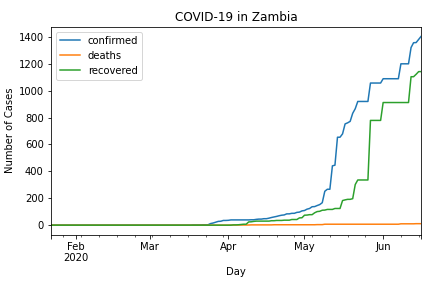 COVID-19 in Zambia
confirmed
deaths
recovered
Number of Cases
1400
1200
1000
800
600
400
200
0
Feb
2020
Mar
Apr
May
Jun
Day